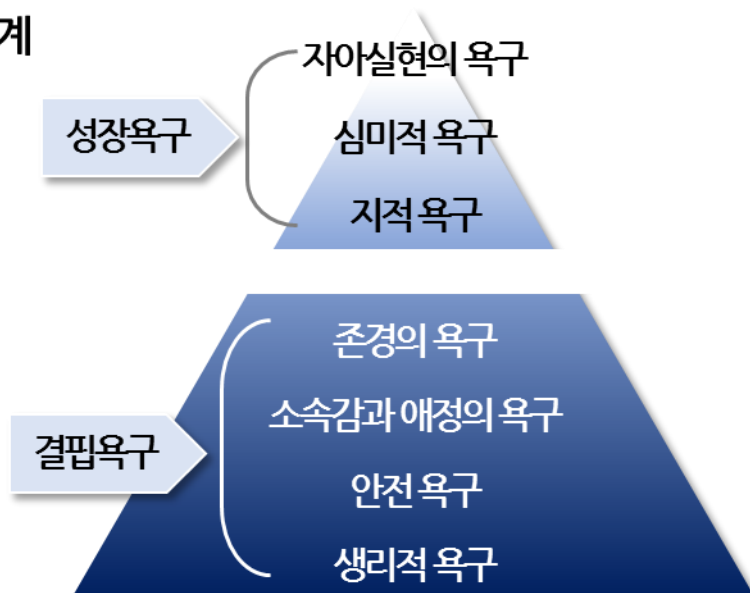 계
자아실현의 욕구
성장욕구
심미적 욕구
지적 욕구
존경의 욕구
소속감과 애정의 욕구
결핍욕구
안전 욕구
생리적 욕구